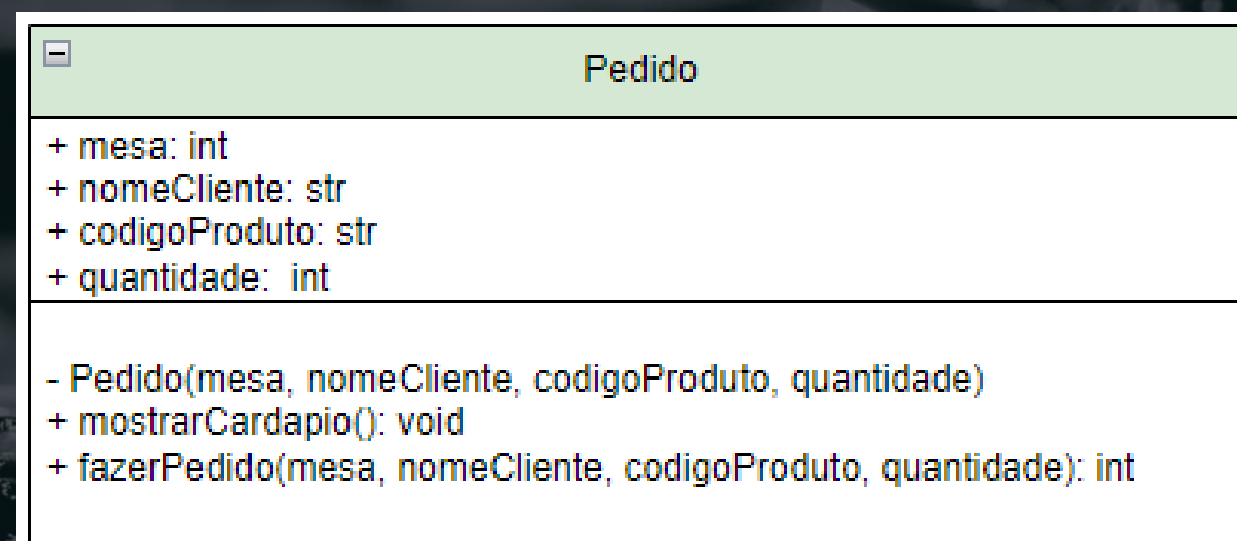 Pedido
+ mesa: int
+ nomeCliente: str
+ codigoProduto: str
+ quantidade:  int
- Pedido(mesa, nomeCliente, codigoProduto, quantidade)
+ mostrarCardapio(): void
+ fazerPedido(mesa, nomeCliente, codigoProduto, quantidade): int